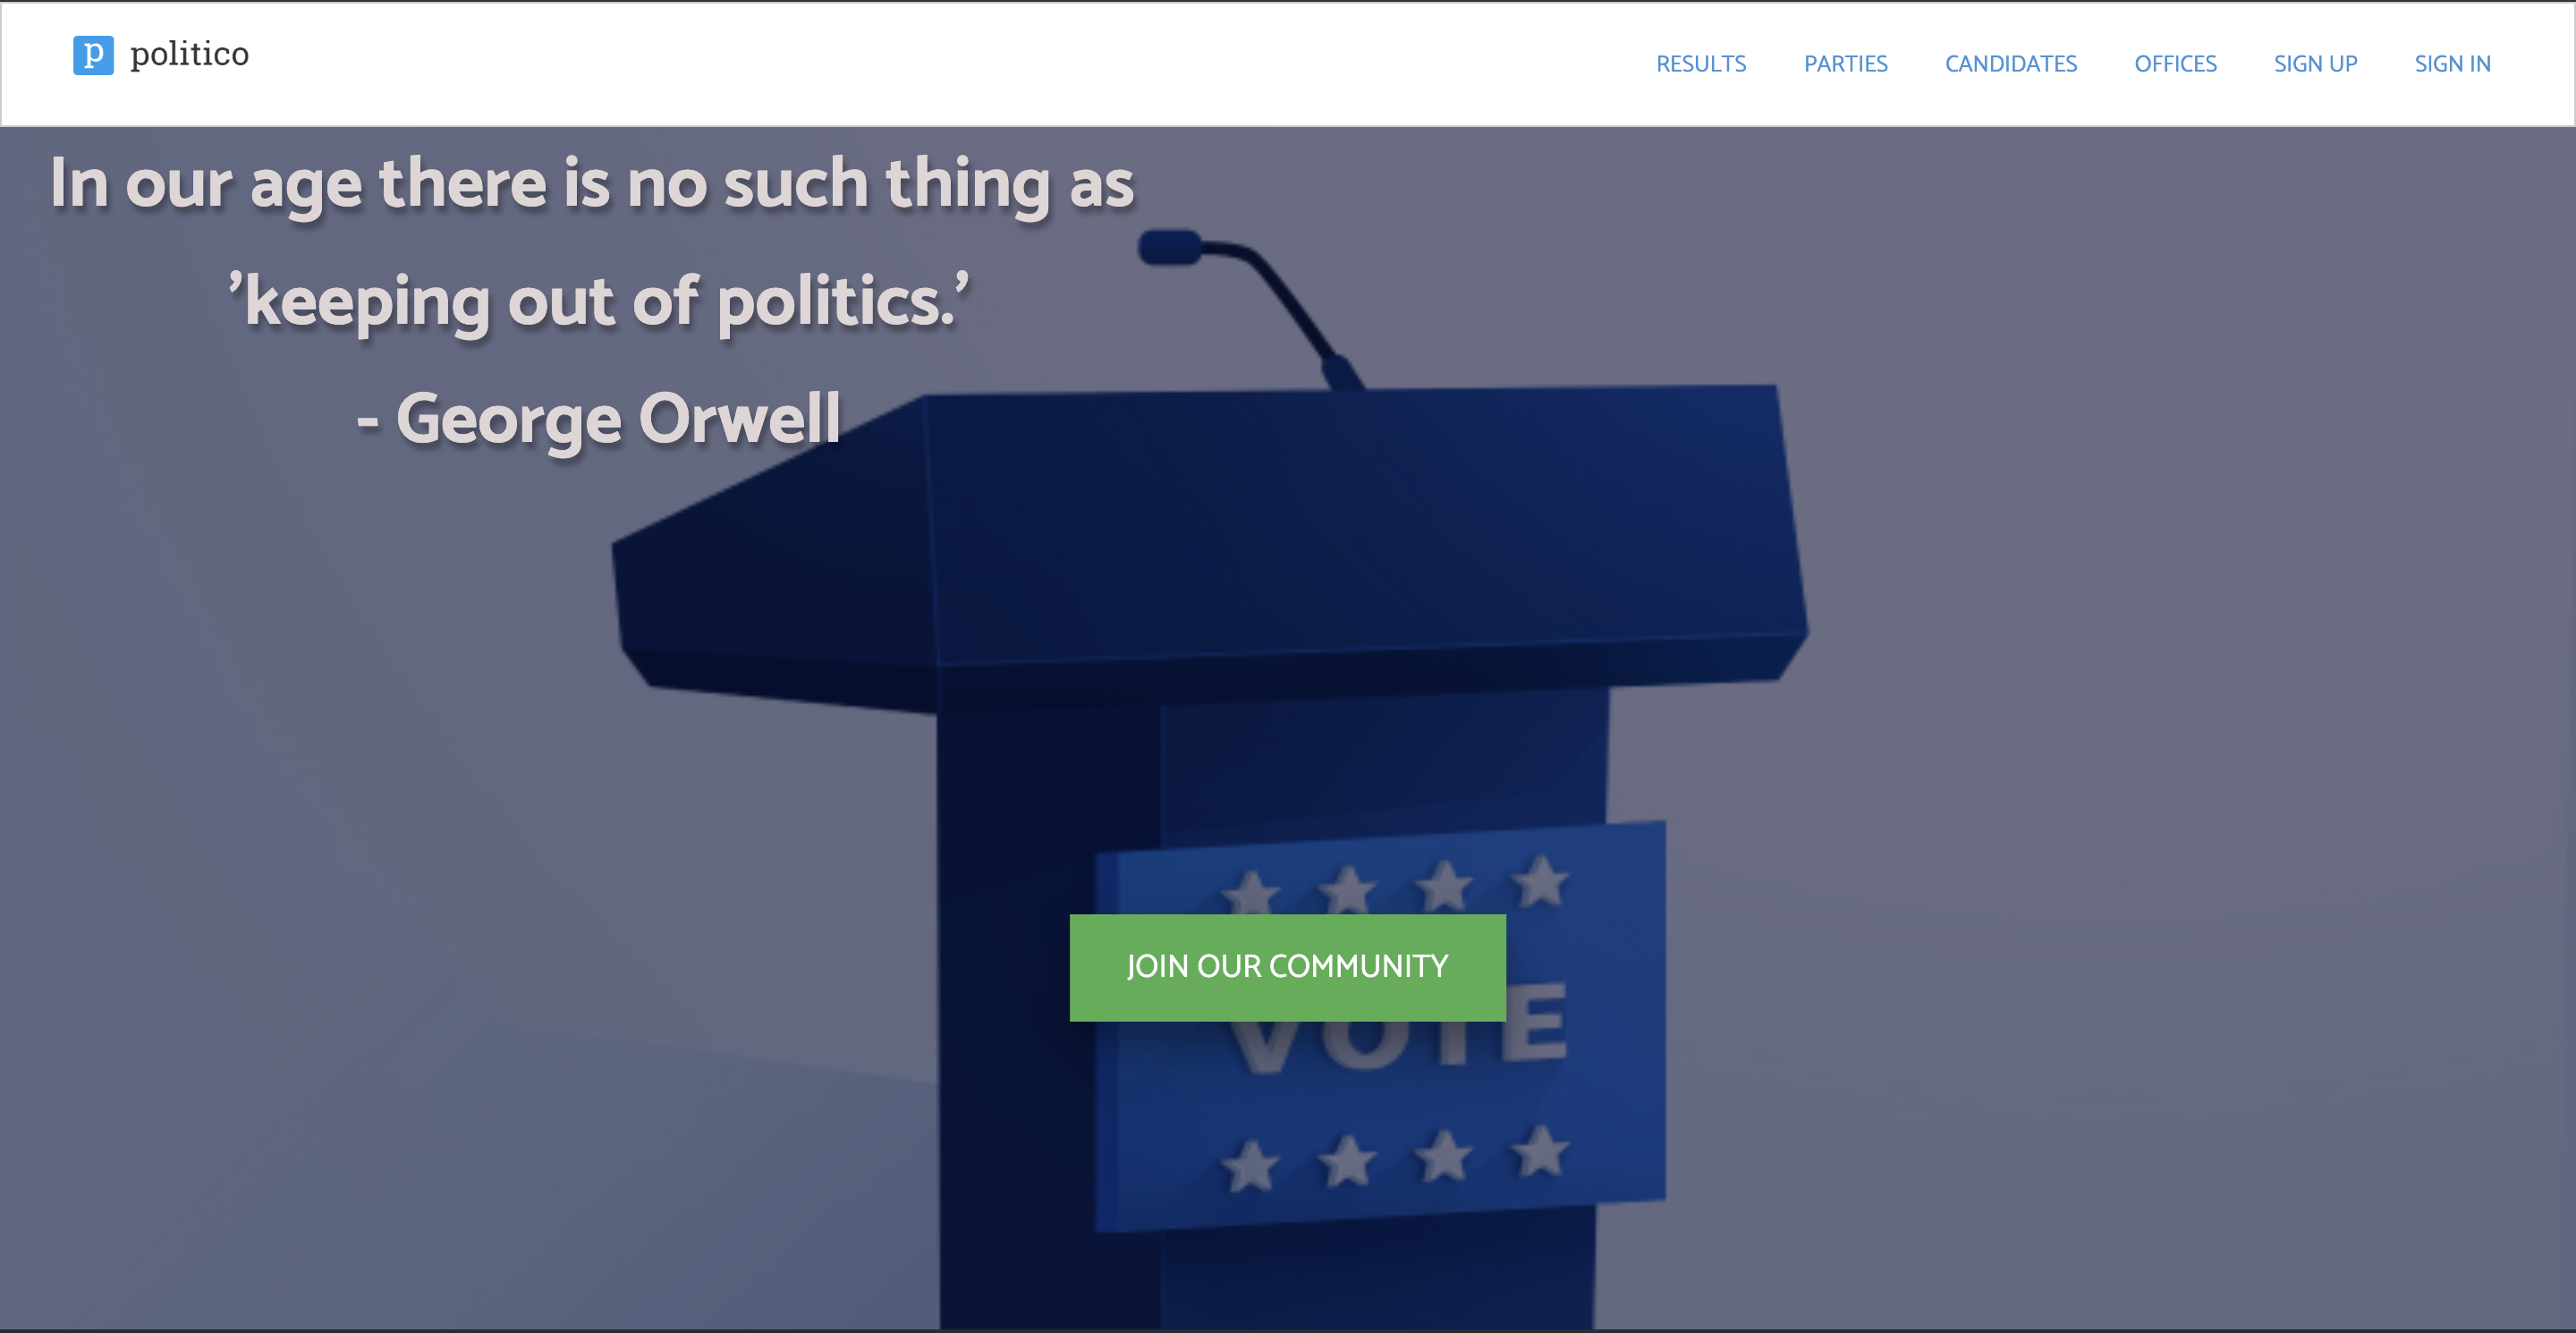 p politico
RESULTS PARTIES CANDIDATES OFFICES SIGN UP SIGN IN
In our age there is no such thing as
’keeping out of politics.’
- George Orwell
JOIN OUR COMMUNITY
VOTE